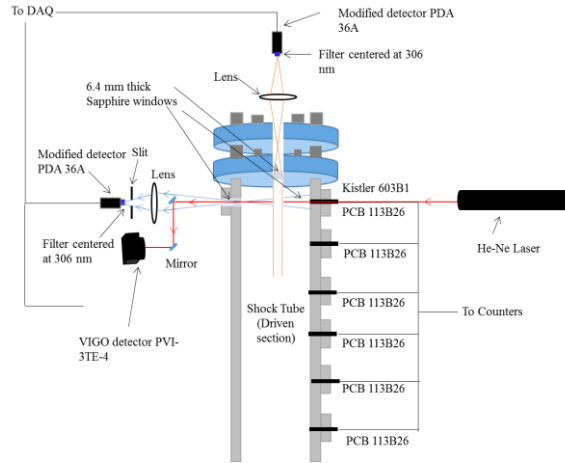 To DAQ
Modified detector PDA
36A
Filter centered at 306
nm
Lens
6.4 mm thick
Sapphire windows
Modified detector
PDA 36A
Slit
Lens
Kistler 603B1
PCB 113B26
He-Ne Laser
Filter centered
at 306 nm
Mirror
PCB 113B26
VIGO detector PVI-
3TE-4
Shock Tube
(Driven
section)
PCB 113B26
To Counters
PCB 113B26
PCB 113B26
PCB 113B26